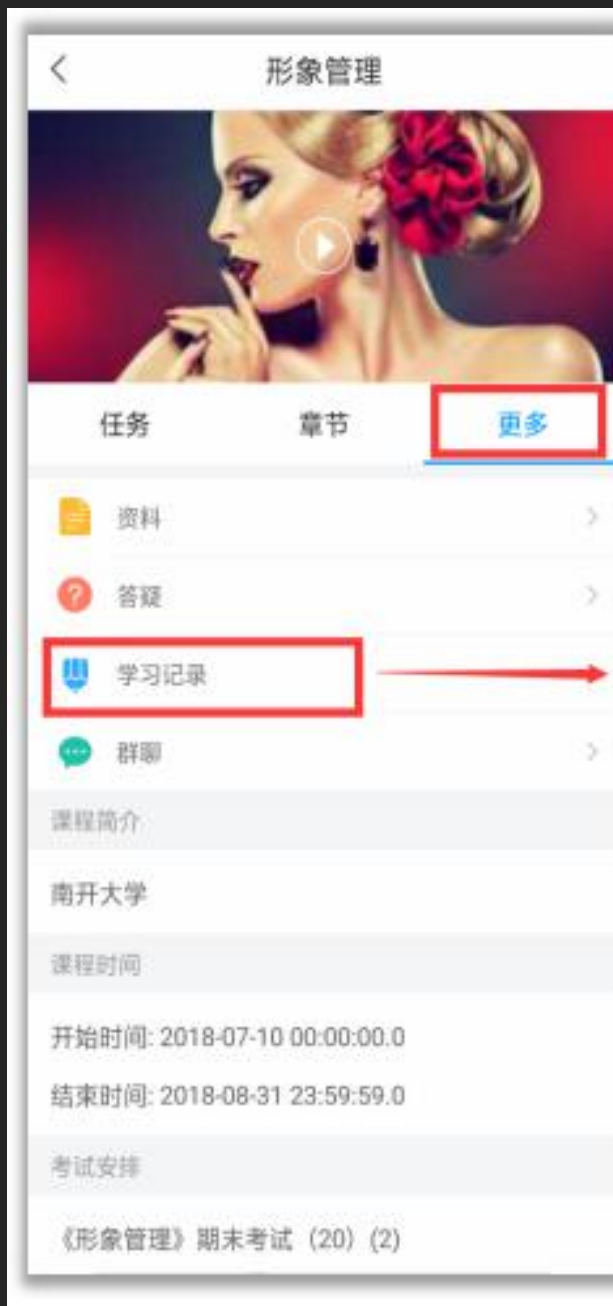 形象管理
任务 章节 更多
资料
答疑
学习记录
群聊
课程简介
南开大学
课程时间
开始时间: 2018-07-10 00:00:00.0
结束时间: 2018-08-31 23:59:59.0
考试安排
《形象管理》期末考试（20）(2)